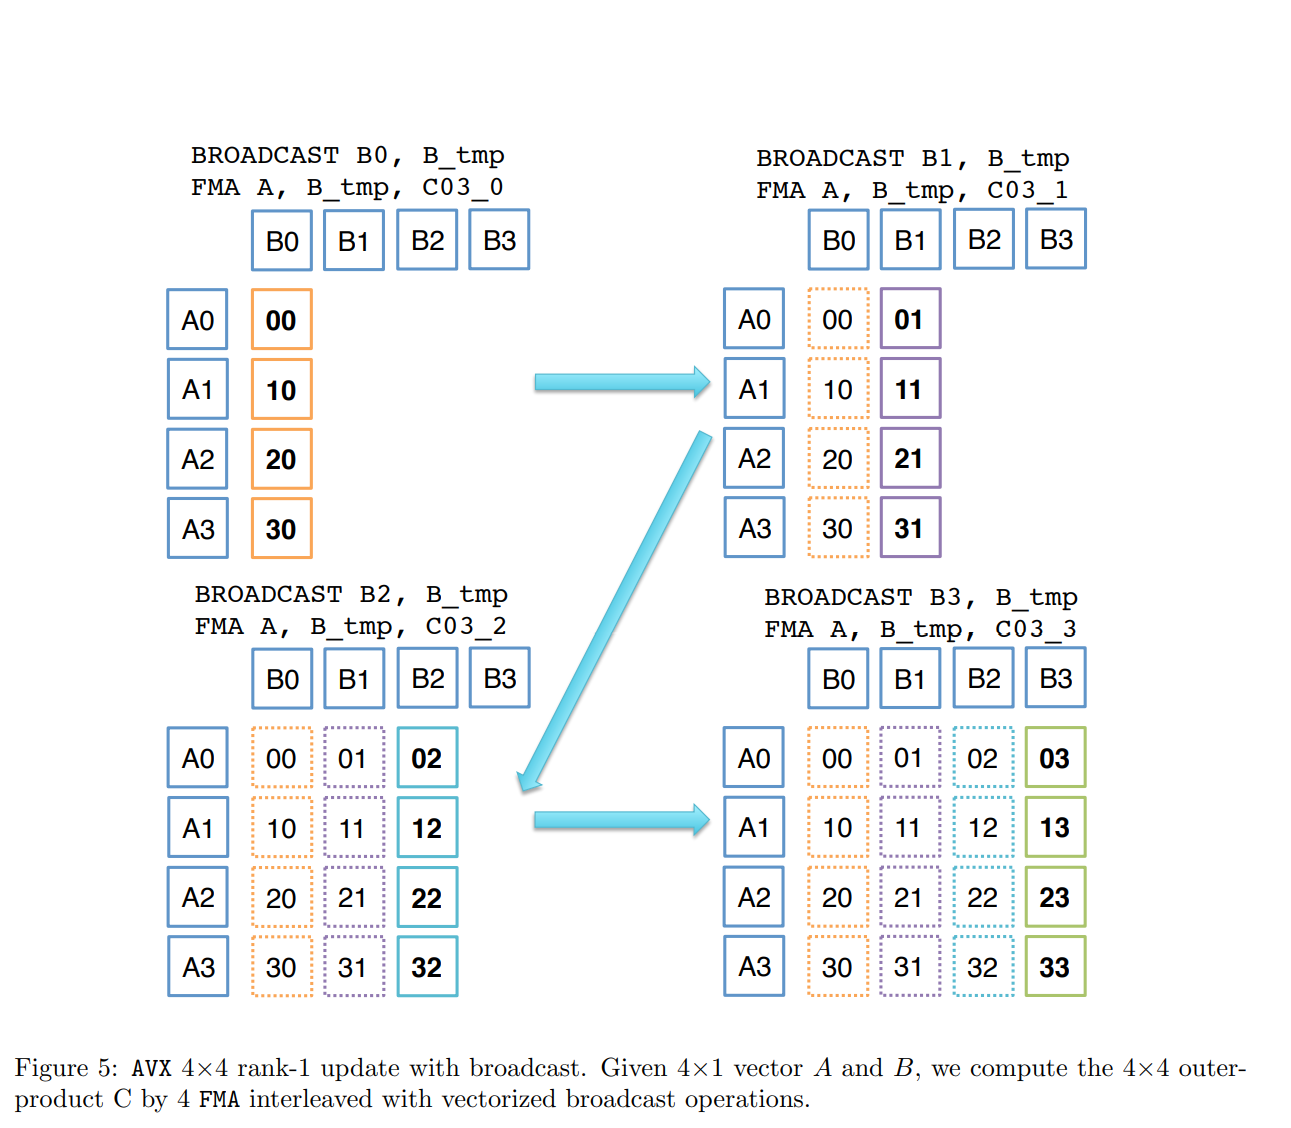 BROADCAST B0, B_tmp
FMA A, B_tmp, C03_0
B0 B1 B2 B3
A0 00
A1 10
A2 20
A3 30
BROADCAST B1, B_tmp
FMA A, B_tmp, C03_1
B0 B1 B2 B3
A0 00 01
A1 10 11
A2 20 21
A3 30 31
BROADCAST B2, B_tmp
FMA A, B_tmp, C03_2
B0 B1 B2 B3
A0 00 01 02
A1 10 11 12
A2 20 21 22
A3 30 31 32
BROADCAST B3, B_tmp
FMA A, B_tmp, C03_3
B0 B1 B2 B3
A0 00 01 02 03
A1 10 11 12 13
A2 20 21 22 23
A3 30 31 32 33
Figure 5: AVX 4×4 rank-1 update with broadcast. Given 4×1 vector A and B, we compute the 4×4 outer-
product C by 4 FMA interleaved with vectorized broadcast operations.